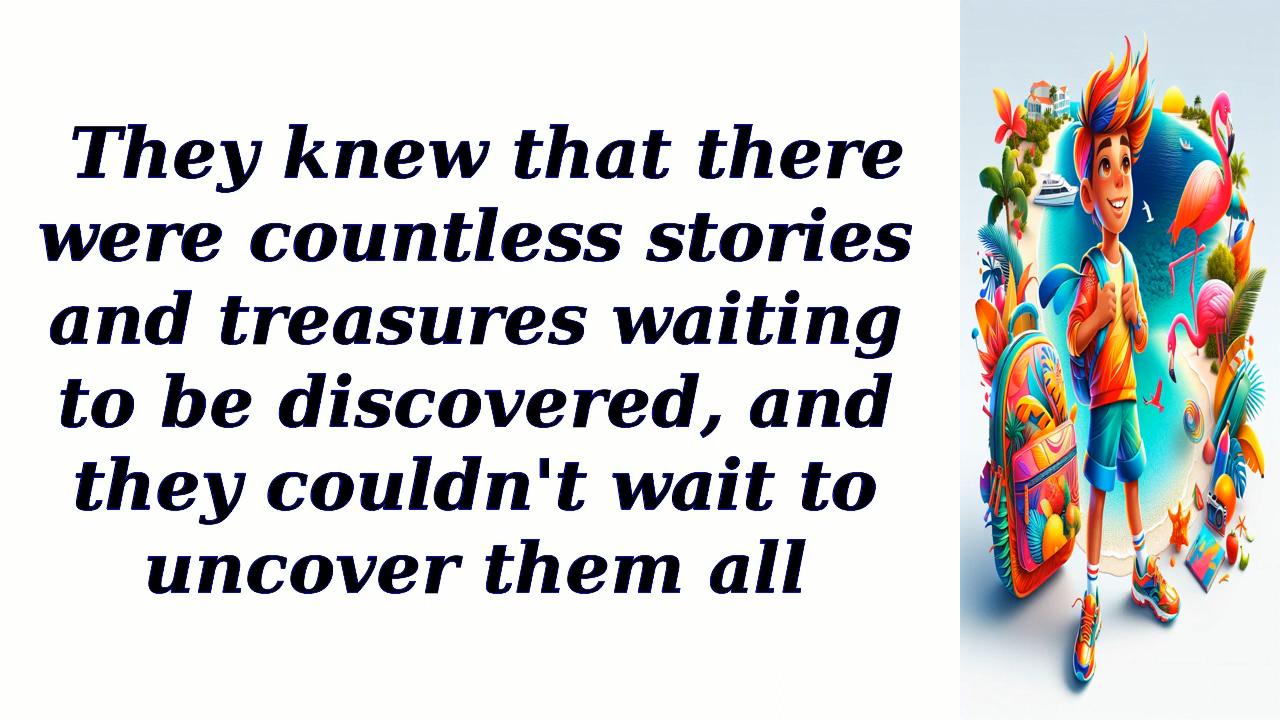 They knew that there
were countless stories
and treasures waiting
to be discovered, and
they couldn't wait to
uncover them all